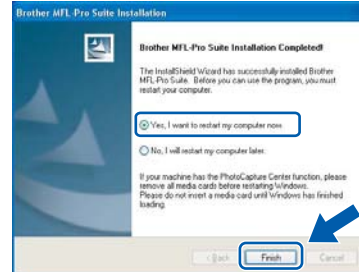 Brother MFL-Pro Suite Installation
Brother MFL-Pro Suite Installation Completed!
The InstallShield Wizard has successfully installed Brother
MFL-Pro Suite. Before you can use the program, you must
restart your computer.
Yes, I want to restart my computer now.
No, I will restart my computer later.
If your machine has the PhotoCapture Center function, please
remove all media cards before restarting Windows.
Please do not insert a media card until Windows has finished
loading.
< Back Finish Cancel